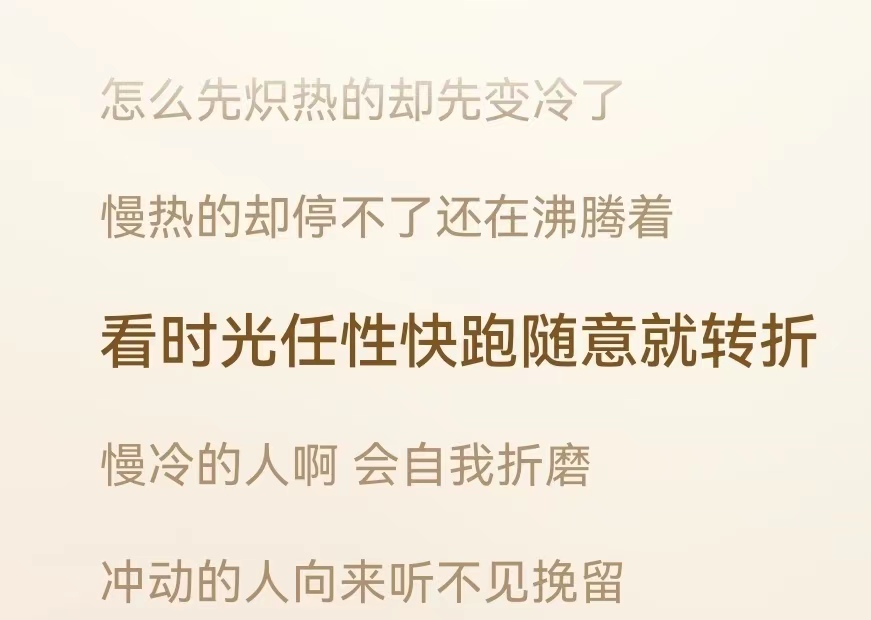 怎么先炽热的却先变冷了
慢热的却停不了还在沸腾着
看时光任性快跑随意就转折
慢冷的人啊 会自我折磨
冲动的人向来听不见挽留